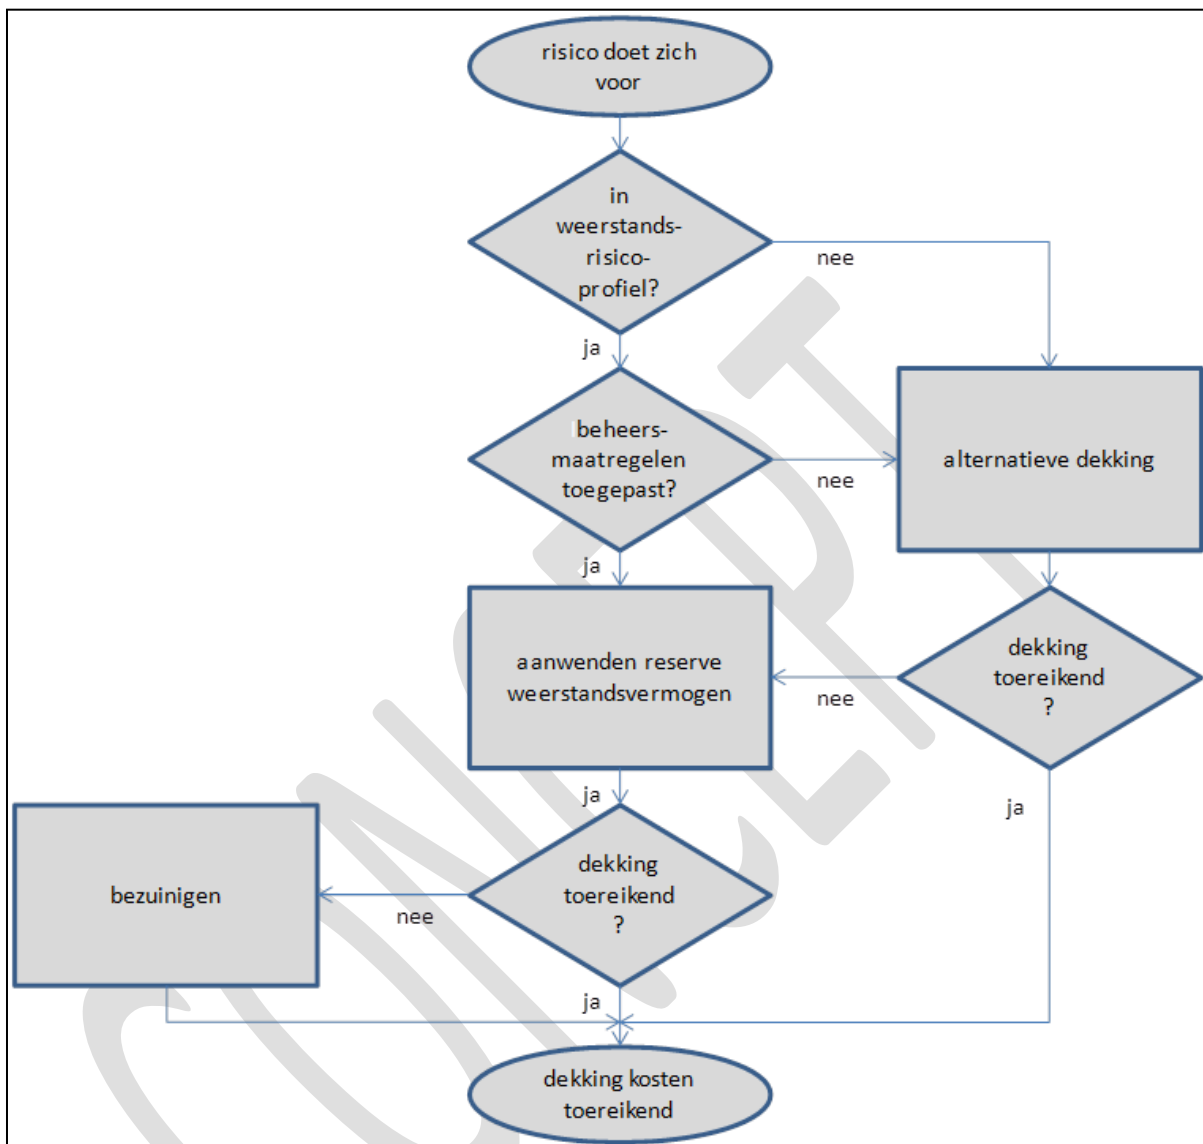 risico doet zich
voor
in
weerstands-
risico-
profiel?
nee
ja
beheers-
maatregelen
toegepast?
nee
alternatieve dekking
ja
aanwenden reserve
weerstandsvermogen
nee
dekking
toereikend
?
ja
ja
bezuinigen
nee
dekking
toereikend
?
ja
dekking kosten
toereikend
CONCEPT